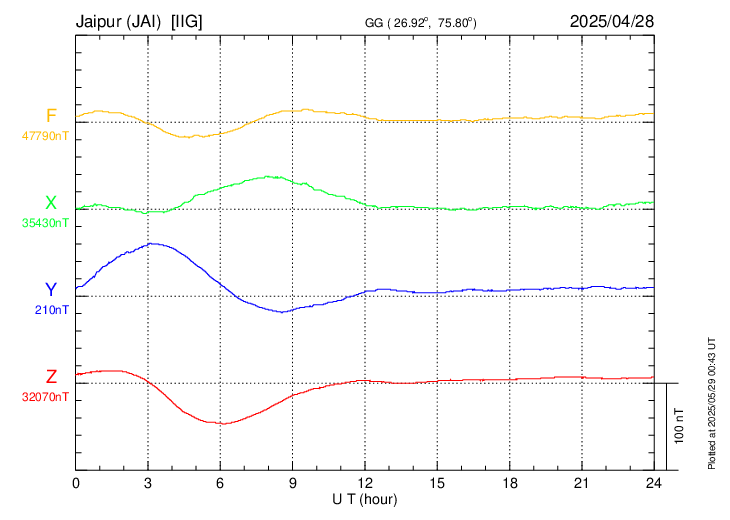 Jaipur (JAI)  [IIG]
GG ( 26.92°,  75.80°)
2025/04/28
F
47790nT
X
35430nT
Y
210nT
Z
32070nT
100 nT
Plotted at 2025/05/29 00:43 UT
0 3 6 9 12 15 18 21 24
U T (hour)